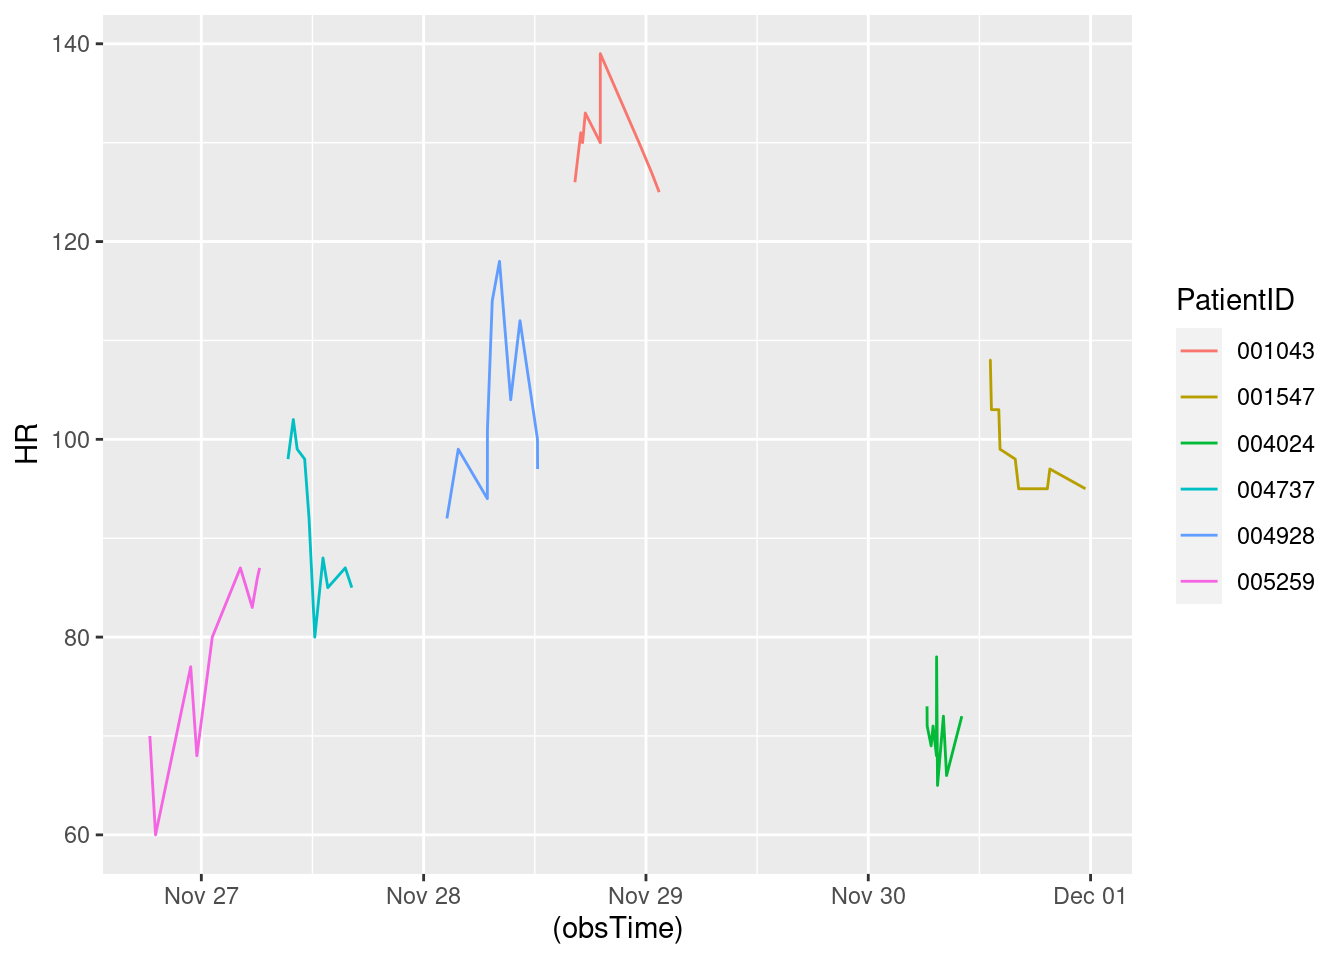 140
120
100
80
60
HR
Nov 27
Nov 28
Nov 29
Nov 30
Dec 01
(obsTime)
PatientID
001043
001547
004024
004737
004928
005259